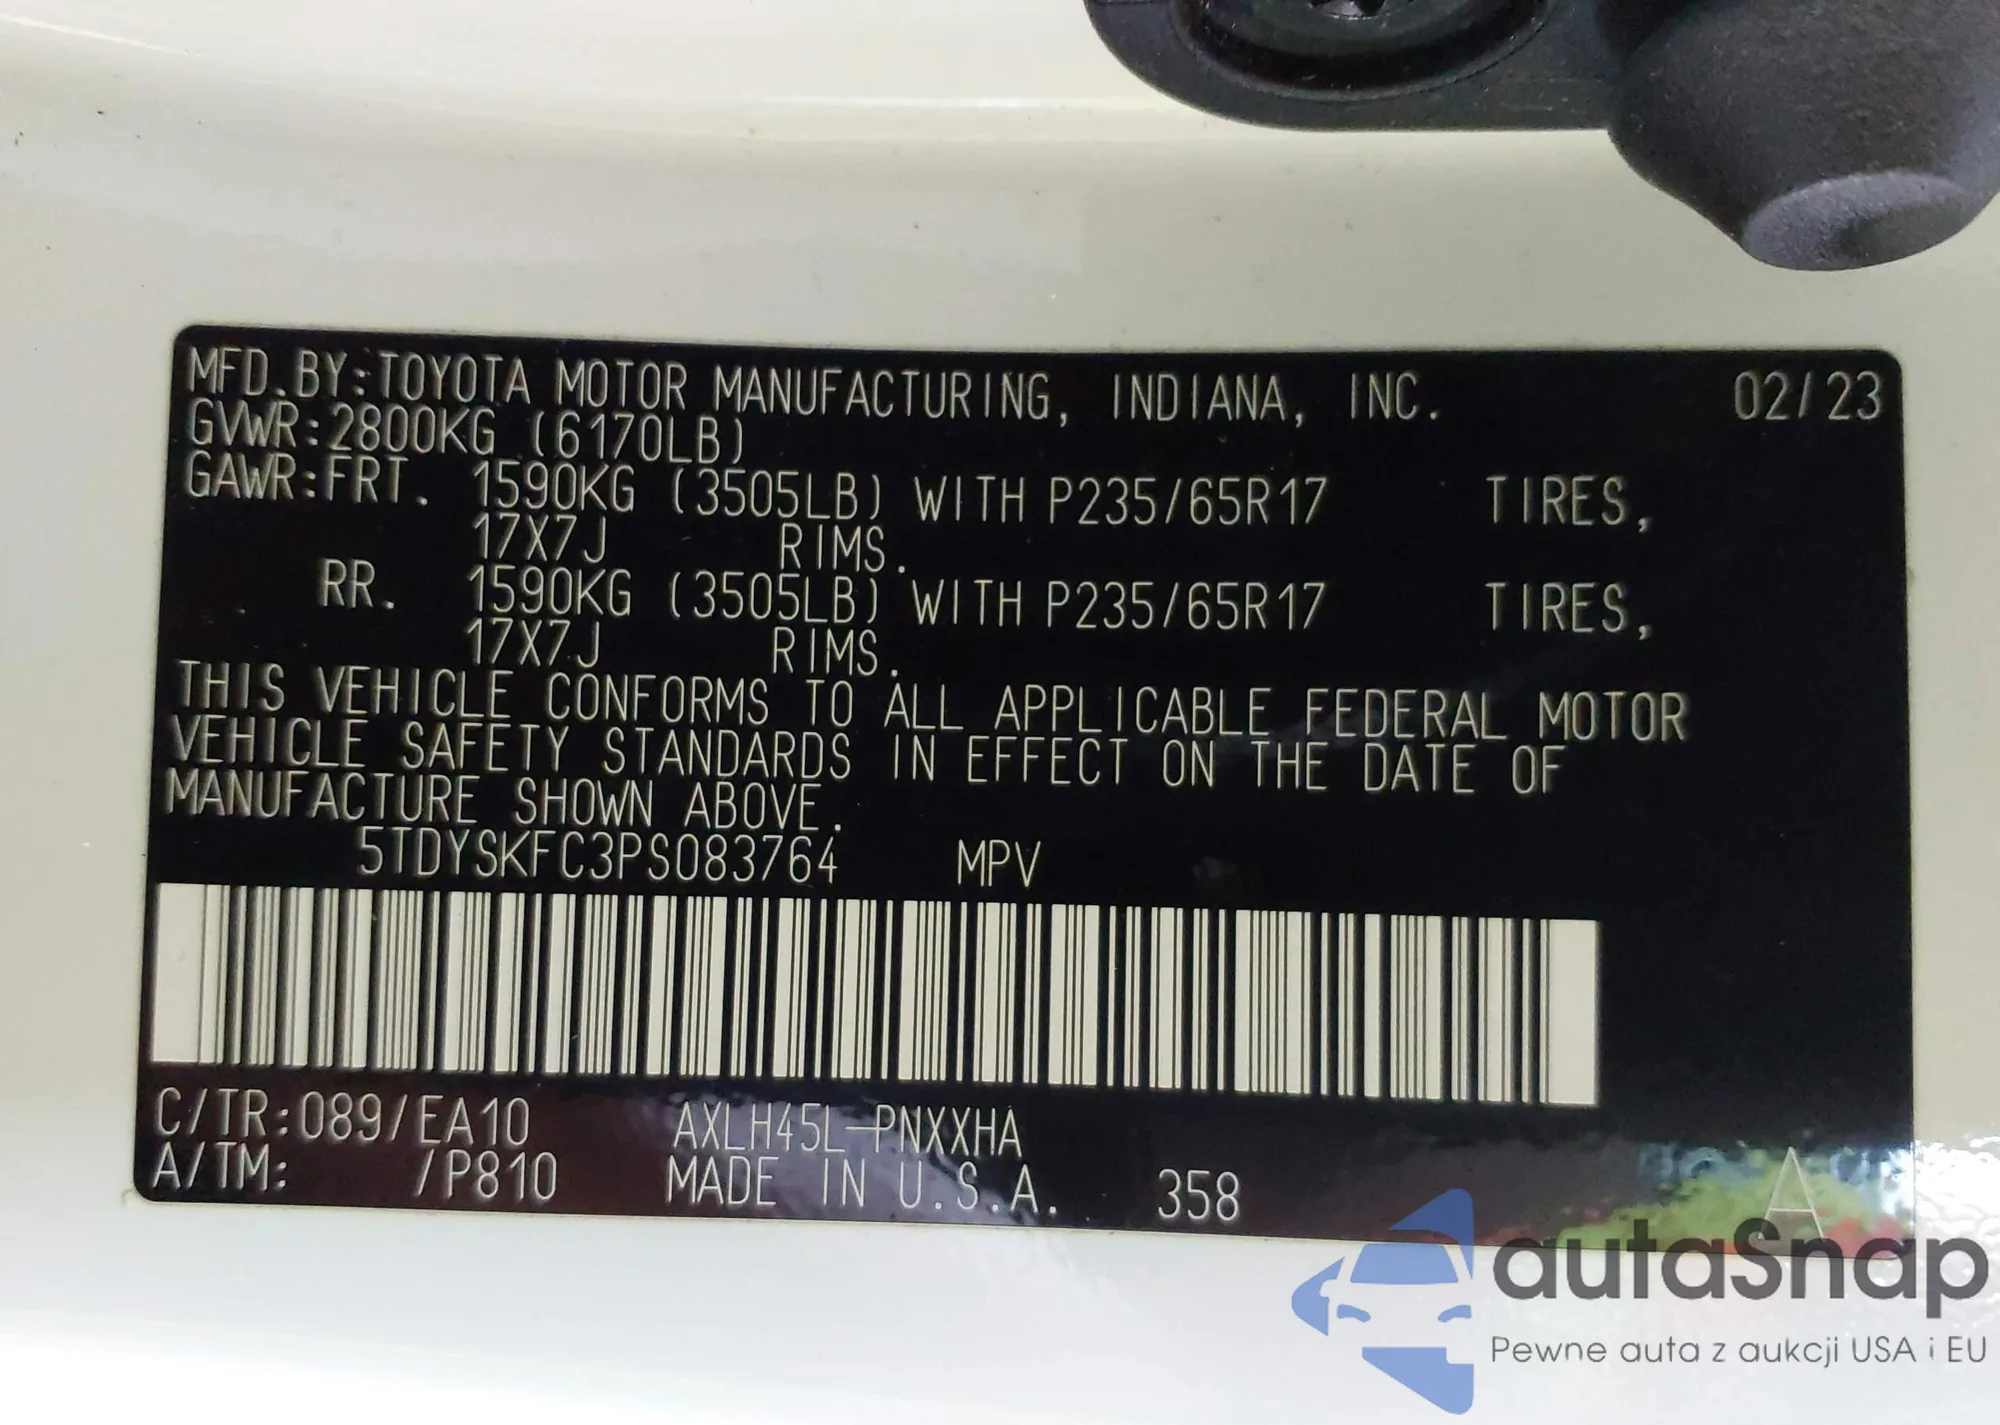 MFD.BY:TOYOTA MOTOR MANUFACTURING, INDIANA, INC. 02/23
GVWR:2800KG (6170LB)
GAWR:FRT. 1590KG (3505LB) WITH P235/65R17 TIRES,
17X7J RIMS.
RR. 1590KG (3505LB) WITH P235/65R17 TIRES,
17X7J RIMS.
THIS VEHICLE CONFORMS TO ALL APPLICABLE FEDERAL MOTOR
VEHICLE SAFETY STANDARDS IN EFFECT ON THE DATE OF
MANUFACTURE SHOWN ABOVE.
5TDYSKFC3PS083764 MPV
C/TR:089/EA10 AXLH45L-PNXXHA
A/TM: /P810 MADE IN U.S.A. 358 A
autaSnap
Pewne auta z aukcji USA i EU